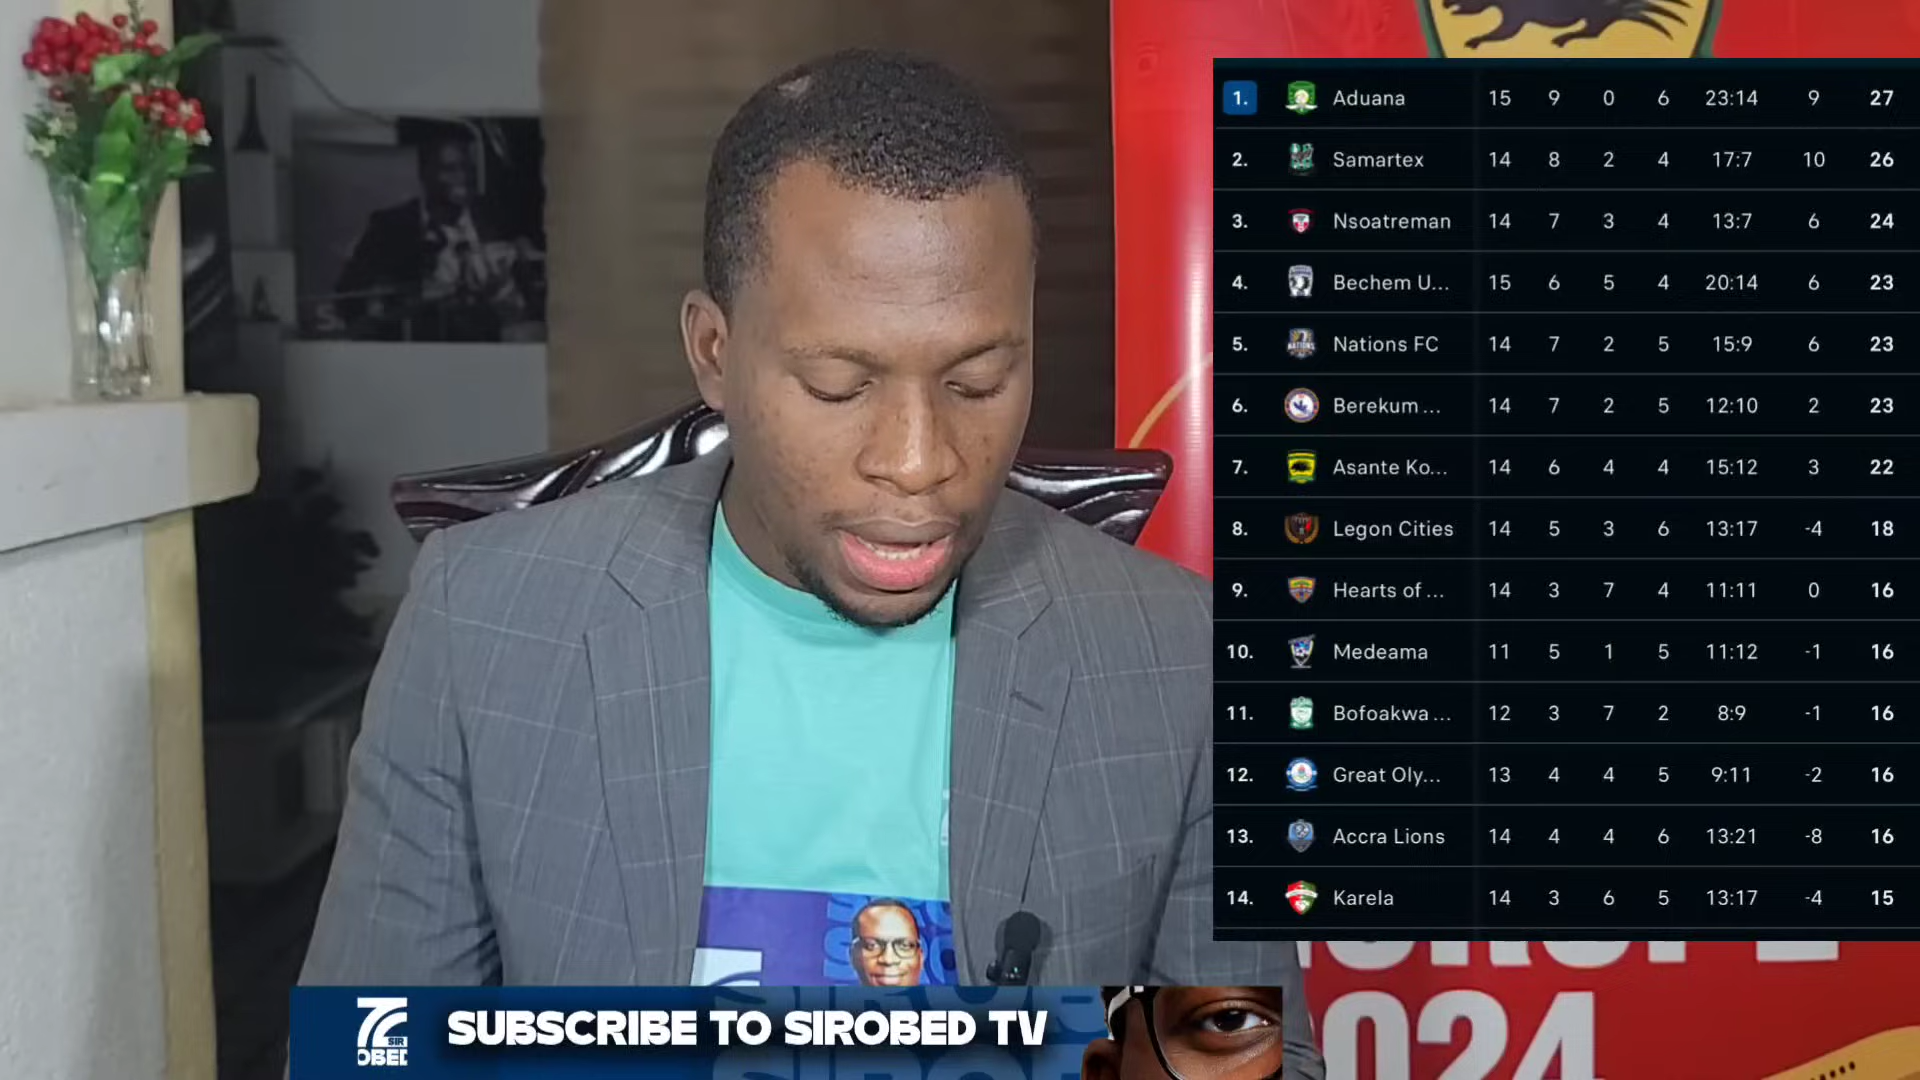 1. Aduana 15 9 0 6 23:14 9 27
2. Samartex 14 8 2 4 17:7 10 26
3. Nsoatreman 14 7 3 4 13:7 6 24
4. Bechem U... 15 6 5 4 20:14 6 23
5. Nations FC 14 7 2 5 15:9 6 23
6. Berekum ... 14 7 2 5 12:10 2 23
7. Asante Ko... 14 6 4 4 15:12 3 22
8. Legon Cities 14 5 3 6 13:17 -4 18
9. Hearts of ... 14 3 7 4 11:11 0 16
10. Medeama 11 5 1 5 11:12 -1 16
11. Bofoakwa ... 12 3 7 2 8:9 -1 16
12. Great Oly... 13 4 4 5 9:11 -2 16
13. Accra Lions 14 4 4 6 13:21 -8 16
14. Karela 14 3 6 5 13:17 -4 15
024
SIR
OBED
SUBSCRIBE TO SIROBED TV